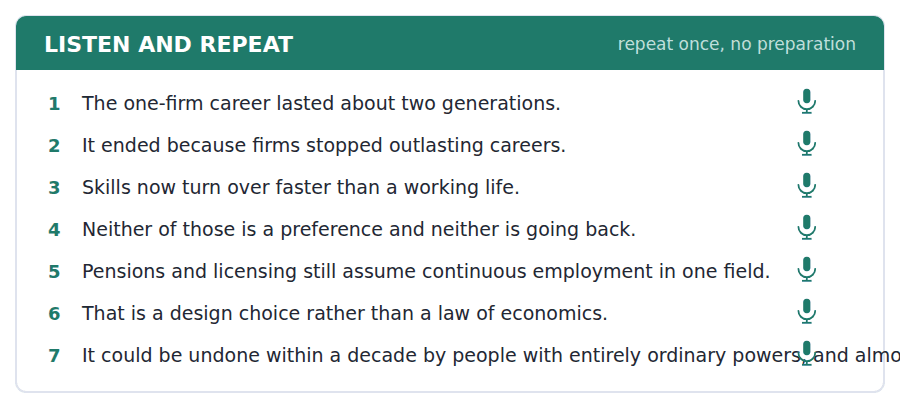 LISTEN AND REPEAT
repeat once, no preparation
1 The one-firm career lasted about two generations.
2 It ended because firms stopped outlasting careers.
3 Skills now turn over faster than a working life.
4 Neither of those is a preference and neither is going back.
5 Pensions and licensing still assume continuous employment in one field.
6 That is a design choice rather than a law of economics.
7 It could be undone within a decade by people with entirely ordinary powers and